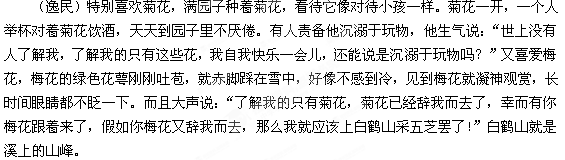 （逸民）特别喜欢菊花，满园子种着菊花，看待它像对待小孩一样。菊花一开，一个人
举杯对着菊花饮酒，天天到园子里不厌倦。有人责备他沉溺于玩物，他生气说：“世上没有
人了解我，了解我的只有这些花，我自我快乐一会儿，还能说是沉溺于玩物吗？”又喜爱梅
花，梅花的绿色花萼刚刚吐苞，就赤脚踩在雪中，好像不感到冷，见到梅花就凝神观赏，长
时间眼睛都不眨一下。而且大声说：“了解我的只有菊花，菊花已经辞我而去了，幸而有你
梅花跟着来了，假如你梅花又辞我而去，那么我就应该上白鹤山采五芝罢了！”白鹤山就是
溪上的山峰。